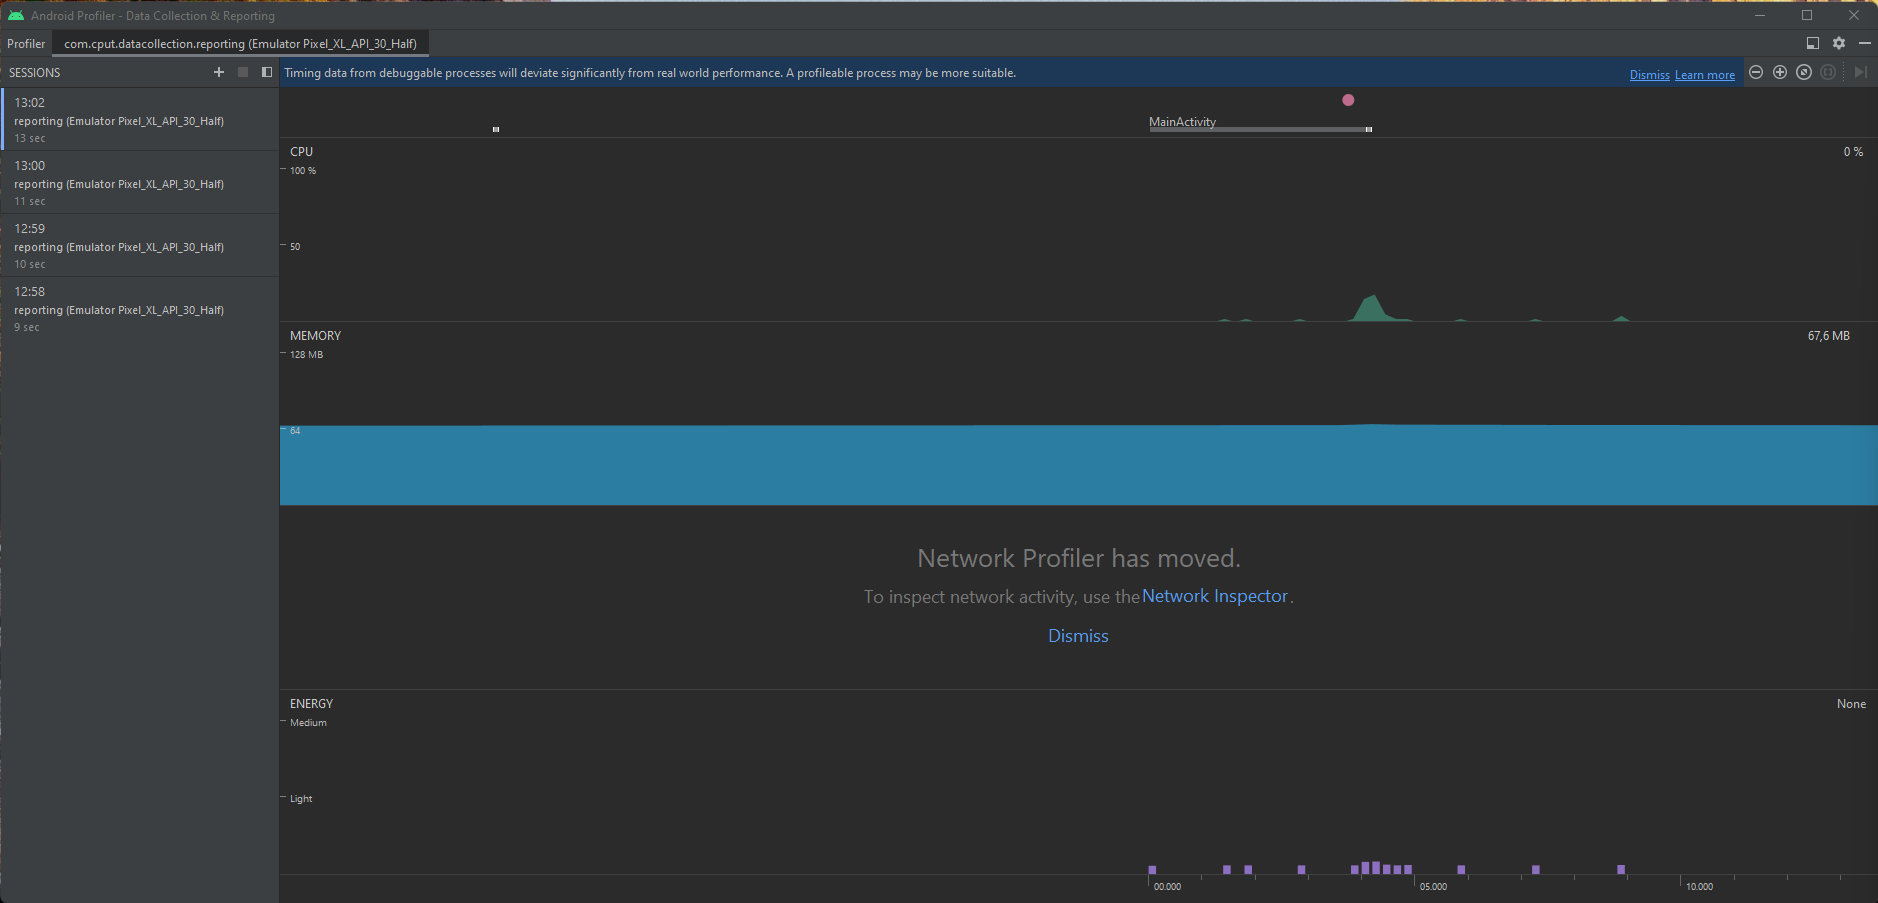 Android Profiler - Data Collection & Reporting
Profiler
com.cput.datacollection.reporting (Emulator Pixel_XL_API_30_Half)
SESSIONS
Timing data from debuggable processes will deviate significantly from real world performance. A profileable process may be more suitable.
Dismiss Learn more
13:02
reporting (Emulator Pixel_XL_API_30_Half)
13 sec
13:00
reporting (Emulator Pixel_XL_API_30_Half)
11 sec
12:59
reporting (Emulator Pixel_XL_API_30_Half)
10 sec
12:58
reporting (Emulator Pixel_XL_API_30_Half)
9 sec
MainActivity
CPU
0 %
100 %
50
MEMORY
67,6 MB
128 MB
64
Network Profiler has moved.
To inspect network activity, use the Network Inspector.
Dismiss
ENERGY
None
Medium
Light
00.000
05.000
10.000